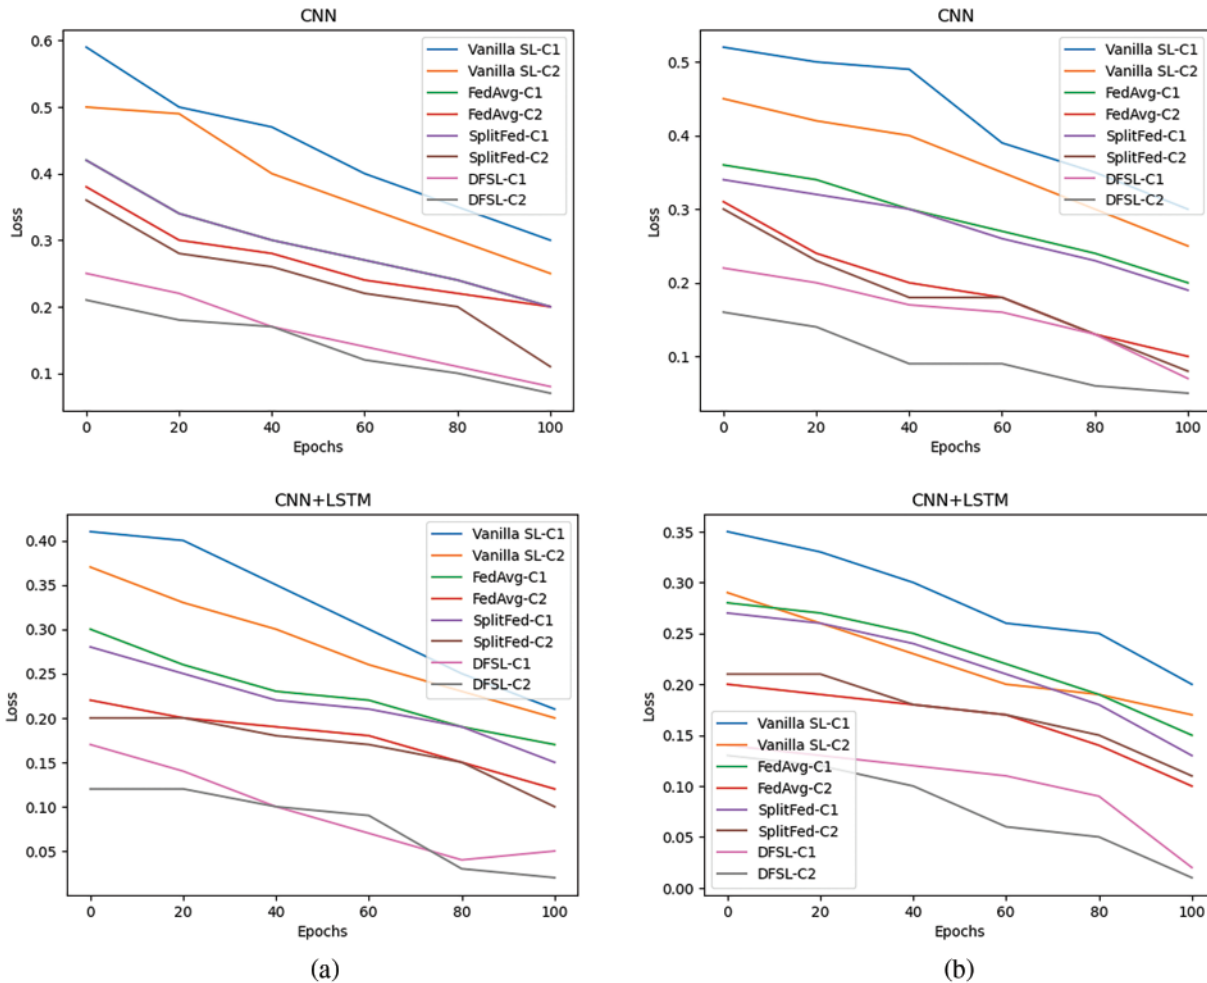 CNN
0.6
0.5
0.4
0.3
0.2
0.1
Loss
0 20 40 60 80 100
Epochs
Vanilla SL-C1
Vanilla SL-C2
FedAvg-C1
FedAvg-C2
SplitFed-C1
SplitFed-C2
DFSL-C1
DFSL-C2
CNN
0.5
0.4
0.3
0.2
0.1
Loss
0 20 40 60 80 100
Epochs
Vanilla SL-C1
Vanilla SL-C2
FedAvg-C1
FedAvg-C2
SplitFed-C1
SplitFed-C2
DFSL-C1
DFSL-C2
CNN+LSTM
0.40
0.35
0.30
0.25
0.20
0.15
0.10
0.05
Loss
0 20 40 60 80 100
Epochs
Vanilla SL-C1
Vanilla SL-C2
FedAvg-C1
FedAvg-C2
SplitFed-C1
SplitFed-C2
DFSL-C1
DFSL-C2
CNN+LSTM
0.35
0.30
0.25
0.20
0.15
0.10
0.05
0.00
Loss
0 20 40 60 80 100
Epochs
Vanilla SL-C1
Vanilla SL-C2
FedAvg-C1
FedAvg-C2
SplitFed-C1
SplitFed-C2
DFSL-C1
DFSL-C2
(a)
(b)